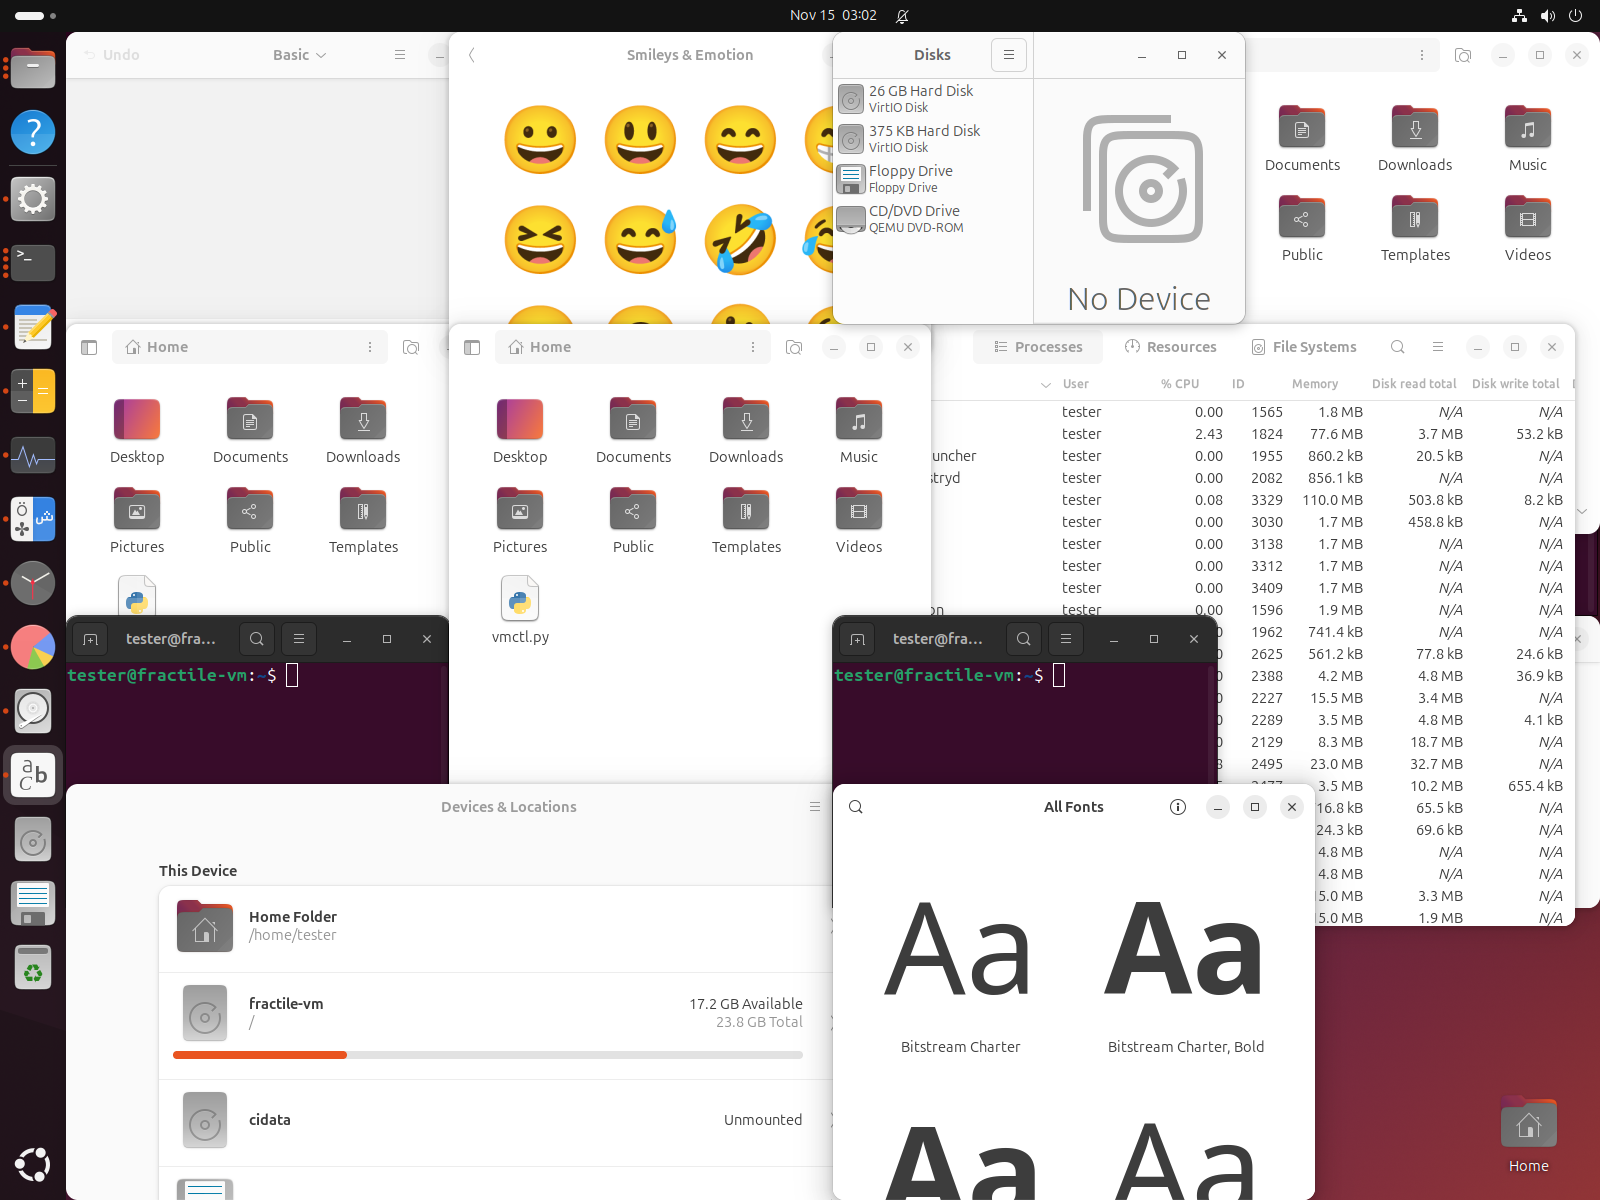 Nov 15 03:02
Undo
Basic
Smileys & Emotion
Disks
26 GB Hard Disk
VirtIO Disk
375 KB Hard Disk
VirtIO Disk
Floppy Drive
Floppy Drive
CD/DVD Drive
QEMU DVD-ROM
No Device
Documents
Downloads
Music
Public
Templates
Videos
Home
Desktop
Documents
Downloads
Pictures
Public
Templates
Home
Desktop
Documents
Downloads
Music
Pictures
Public
Templates
Videos
vmctl.py
Processes
Resources
File Systems
User % CPU ID Memory Disk read total Disk write total
tester 0.00 1565 1.8 MB N/A N/A
tester 2.43 1824 77.6 MB 3.7 MB 53.2 kB
uncher tester 0.00 1955 860.2 kB 20.5 kB N/A
stryd tester 0.00 2082 856.1 kB N/A N/A
tester 0.08 3329 110.0 MB 503.8 kB 8.2 kB
tester 0.00 3030 1.7 MB 458.8 kB N/A
tester 0.00 3138 1.7 MB N/A N/A
tester 0.00 3312 1.7 MB N/A N/A
tester 0.00 3409 1.7 MB N/A N/A
on tester 0.00 1596 1.9 MB N/A N/A
1962 741.4 kB N/A N/A
2625 561.2 kB 77.8 kB 24.6 kB
2388 4.2 MB 4.8 MB 36.9 kB
2227 15.5 MB 3.4 MB N/A
2289 3.5 MB 4.8 MB 4.1 kB
2129 8.3 MB 18.7 MB N/A
2495 23.0 MB 32.7 MB N/A
3.5 MB 10.2 MB 655.4 kB
16.8 kB 65.5 kB N/A
24.3 kB 69.6 kB N/A
4.8 MB N/A N/A
4.8 MB N/A N/A
15.0 MB 3.3 MB N/A
15.0 MB 1.9 MB N/A
tester@fra...
tester@fractile-vm:~$
tester@fra...
tester@fractile-vm:~$
Devices & Locations
This Device
Home Folder
/home/tester
fractile-vm
/
17.2 GB Available
23.8 GB Total
cidata
Unmounted
All Fonts
Aa
Bitstream Charter
Aa
Bitstream Charter, Bold
Aa
Aa
Home